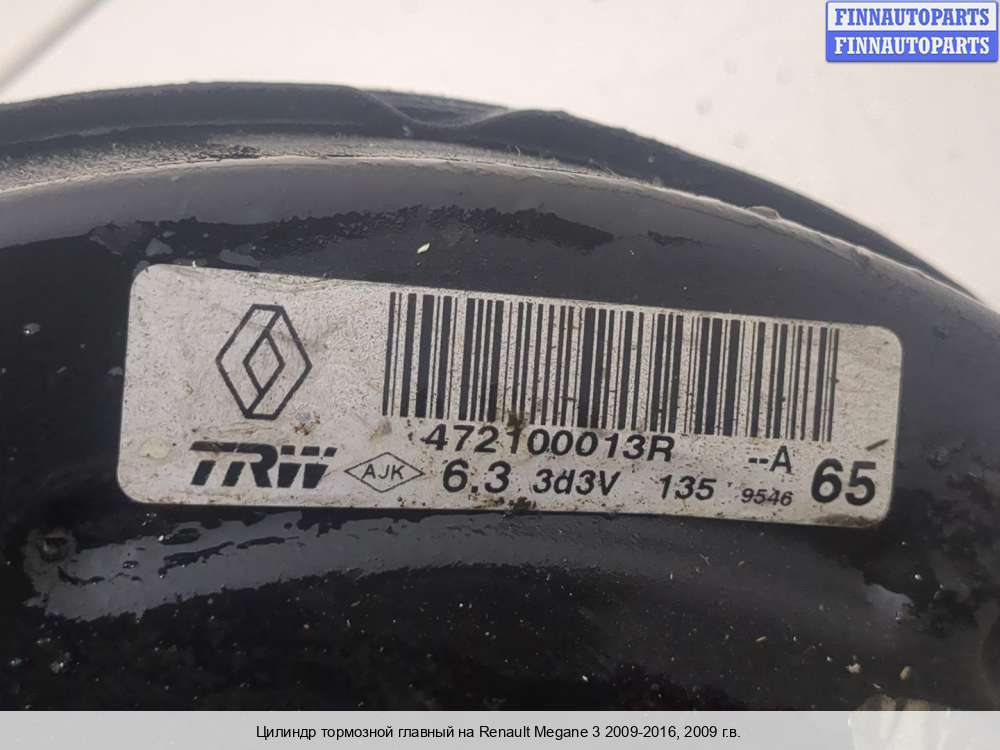 FINNAUTOPARTS
FINNAUTOPARTS
472100013R --A
TRW AJK 6.3 3d3V 135 9546 65
Цилиндр тормозной главный на Renault Megane 3 2009-2016, 2009 г.в.